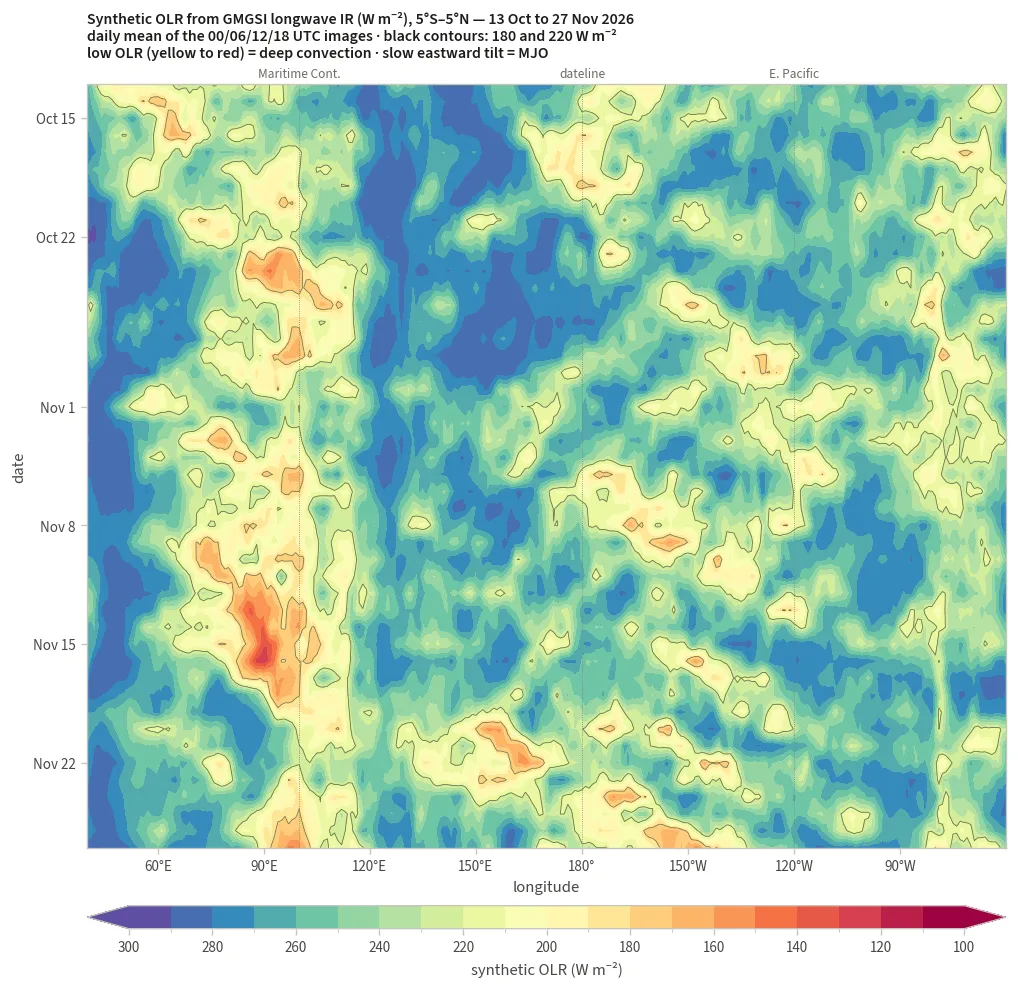 Synthetic OLR from GMGSI longwave IR (W m⁻²), 5°S–5°N — 13 Oct to 27 Nov 2026
daily mean of the 00/06/12/18 UTC images · black contours: 180 and 220 W m⁻²
low OLR (yellow to red) = deep convection · slow eastward tilt = MJO
Maritime Cont. dateline E. Pacific
Oct 15
Oct 22
Nov 1
Nov 8
Nov 15
Nov 22
date
60°E 90°E 120°E 150°E 180° 150°W 120°W 90°W
longitude
300 280 260 240 220 200 180 160 140 120 100
synthetic OLR (W m⁻²)